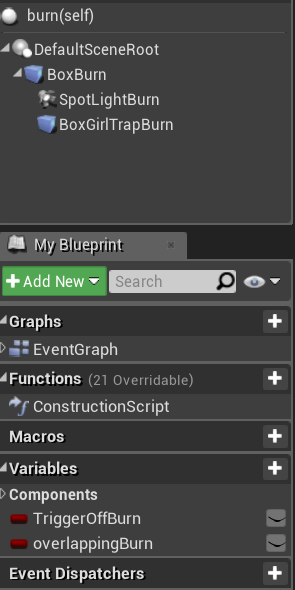 burn(self)
DefaultSceneRoot
BoxBurn
SpotLightBurn
BoxGirlTrapBurn
My Blueprint
Add New Search
Graphs
EventGraph
Functions (21 Overridable)
ConstructionScript
Macros
Variables
Components
TriggerOffBurn
overlappingBurn
Event Dispatchers